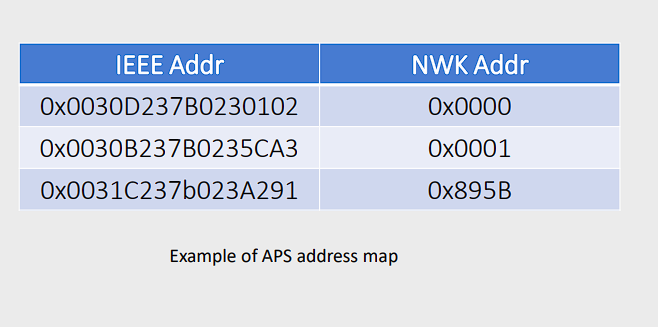 IEEE Addr NWK Addr
0x0030D237B0230102 0x0000
0x0030B237B0235CA3 0x0001
0x0031C237b023A291 0x895B
Example of APS address map